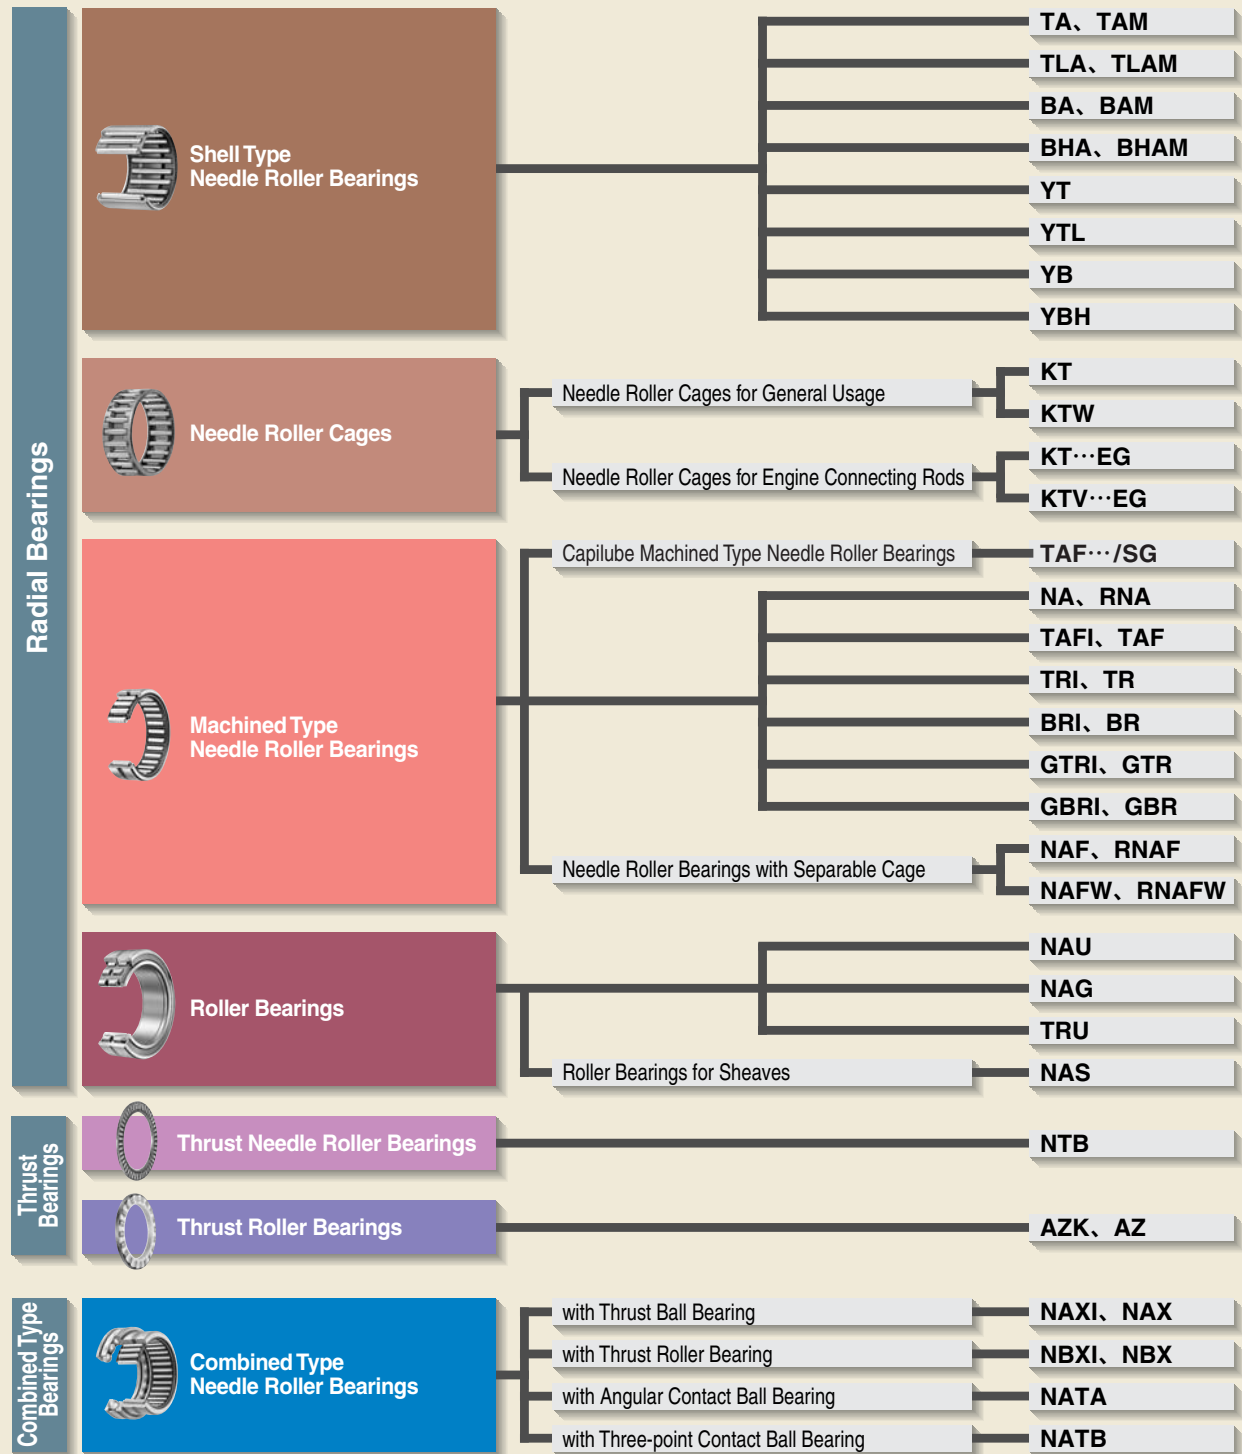 Radial Bearings
Shell Type
Needle Roller Bearings
TA、TAM
TLA、TLAM
BA、BAM
BHA、BHAM
YT
YTL
YB
YBH
Needle Roller Cages
Needle Roller Cages for General Usage
KT
KTW
Needle Roller Cages for Engine Connecting Rods
KT…EG
KTV…EG
Machined Type
Needle Roller Bearings
Capilube Machined Type Needle Roller Bearings
TAF…/SG
NA、RNA
TAFI、TAF
TRI、TR
BRI、BR
GTRI、GTR
GBRI、GBR
Needle Roller Bearings with Separable Cage
NAF、RNAF
NAFW、RNAFW
Roller Bearings
NAU
NAG
TRU
Roller Bearings for Sheaves
NAS
Thrust
Bearings
Thrust Needle Roller Bearings
NTB
Thrust Roller Bearings
AZK、AZ
Combined Type
Bearings
Combined Type
Needle Roller Bearings
with Thrust Ball Bearing
NAXI、NAX
with Thrust Roller Bearing
NBXI、NBX
with Angular Contact Ball Bearing
NATA
with Three-point Contact Ball Bearing
NATB